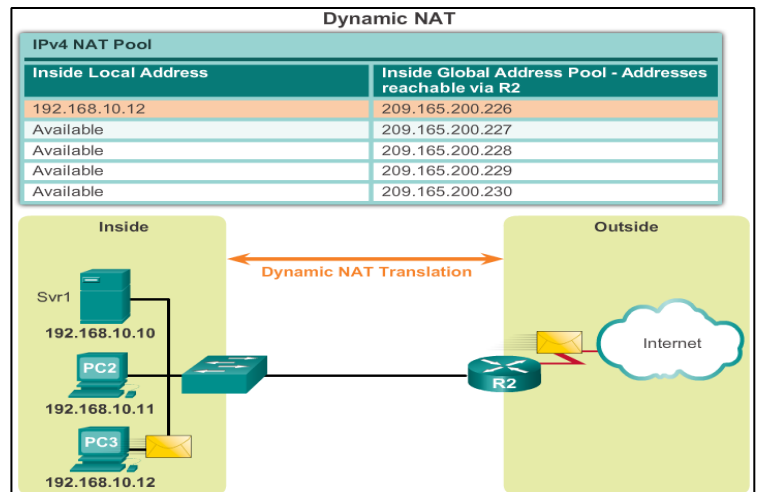 Dynamic NAT
IPv4 NAT Pool
Inside Local Address
Inside Global Address Pool - Addresses
reachable via R2
192.168.10.12
209.165.200.226
Available
209.165.200.227
Available
209.165.200.228
Available
209.165.200.229
Available
209.165.200.230
Inside
Outside
Dynamic NAT Translation
Svr1
192.168.10.10
PC2
192.168.10.11
PC3
192.168.10.12
R2
Internet